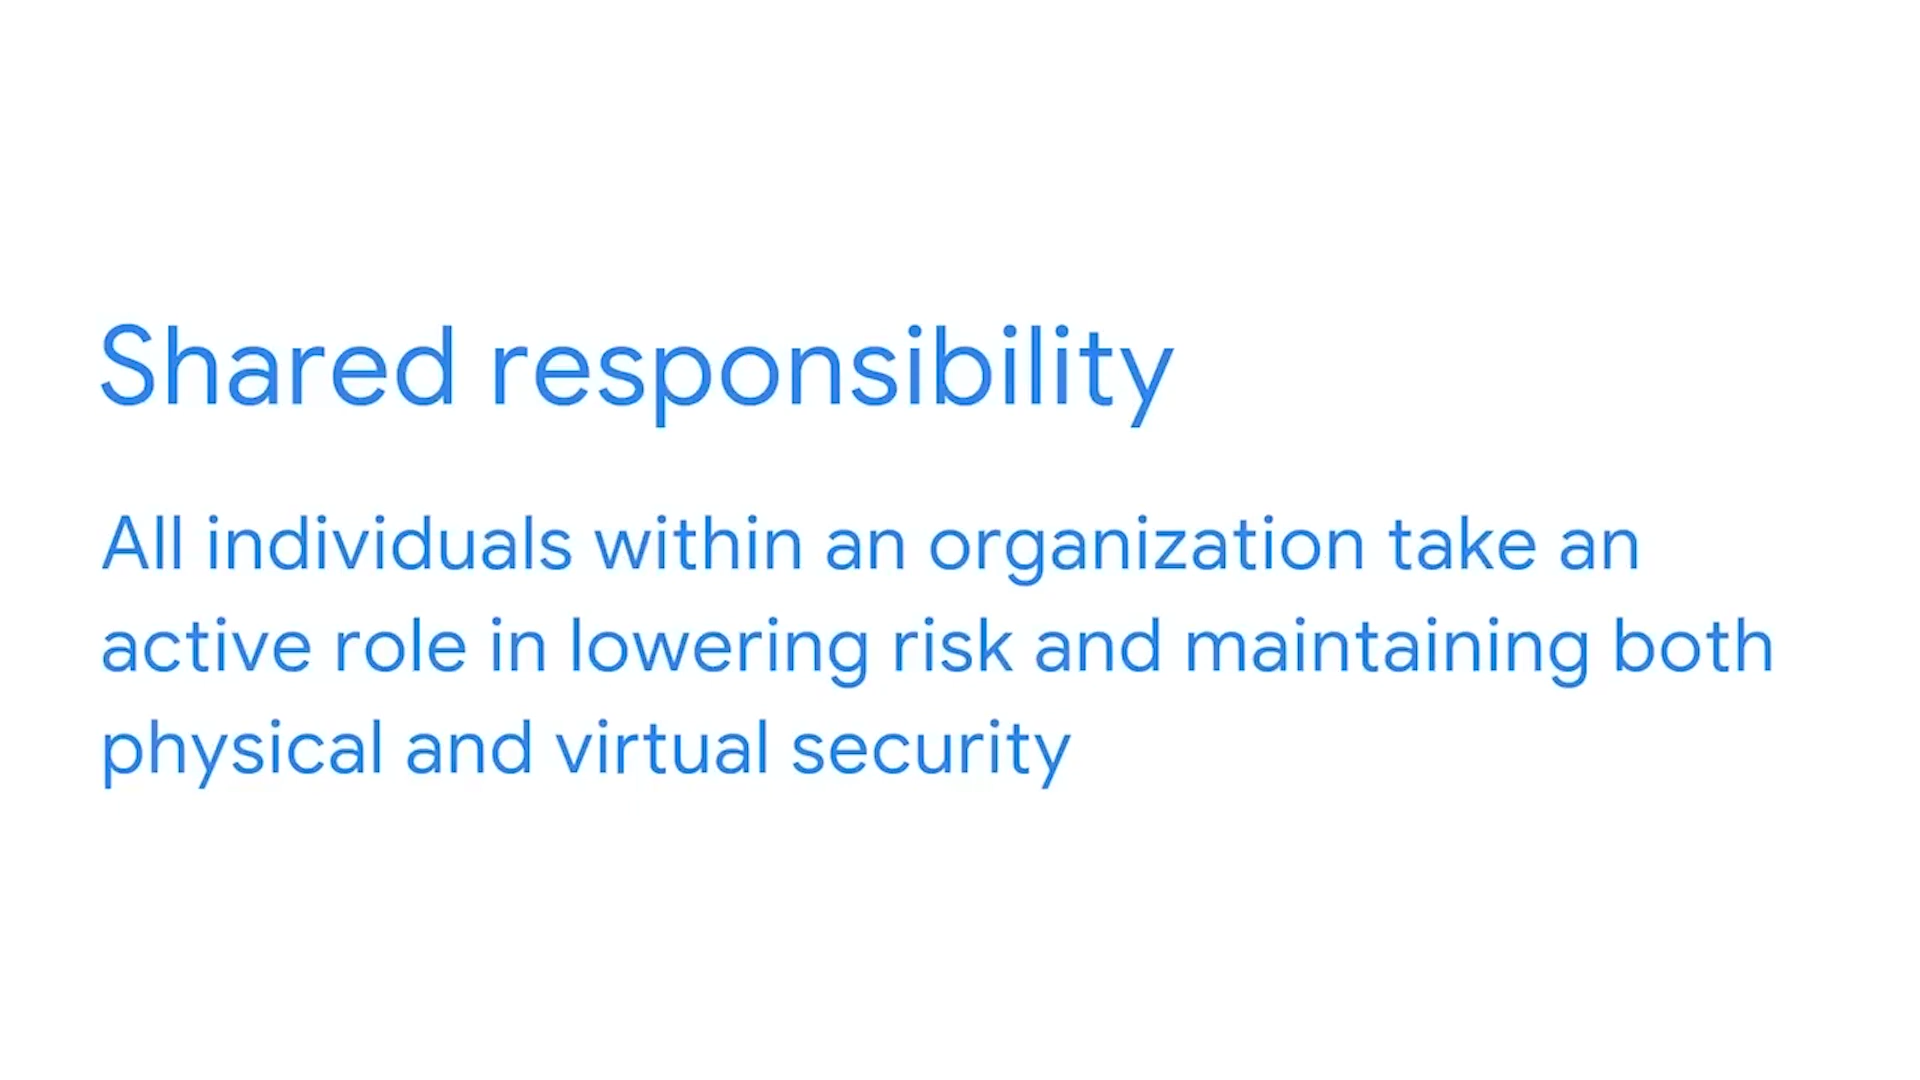 Shared responsibility
All individuals within an organization take an
active role in lowering risk and maintaining both
physical and virtual security